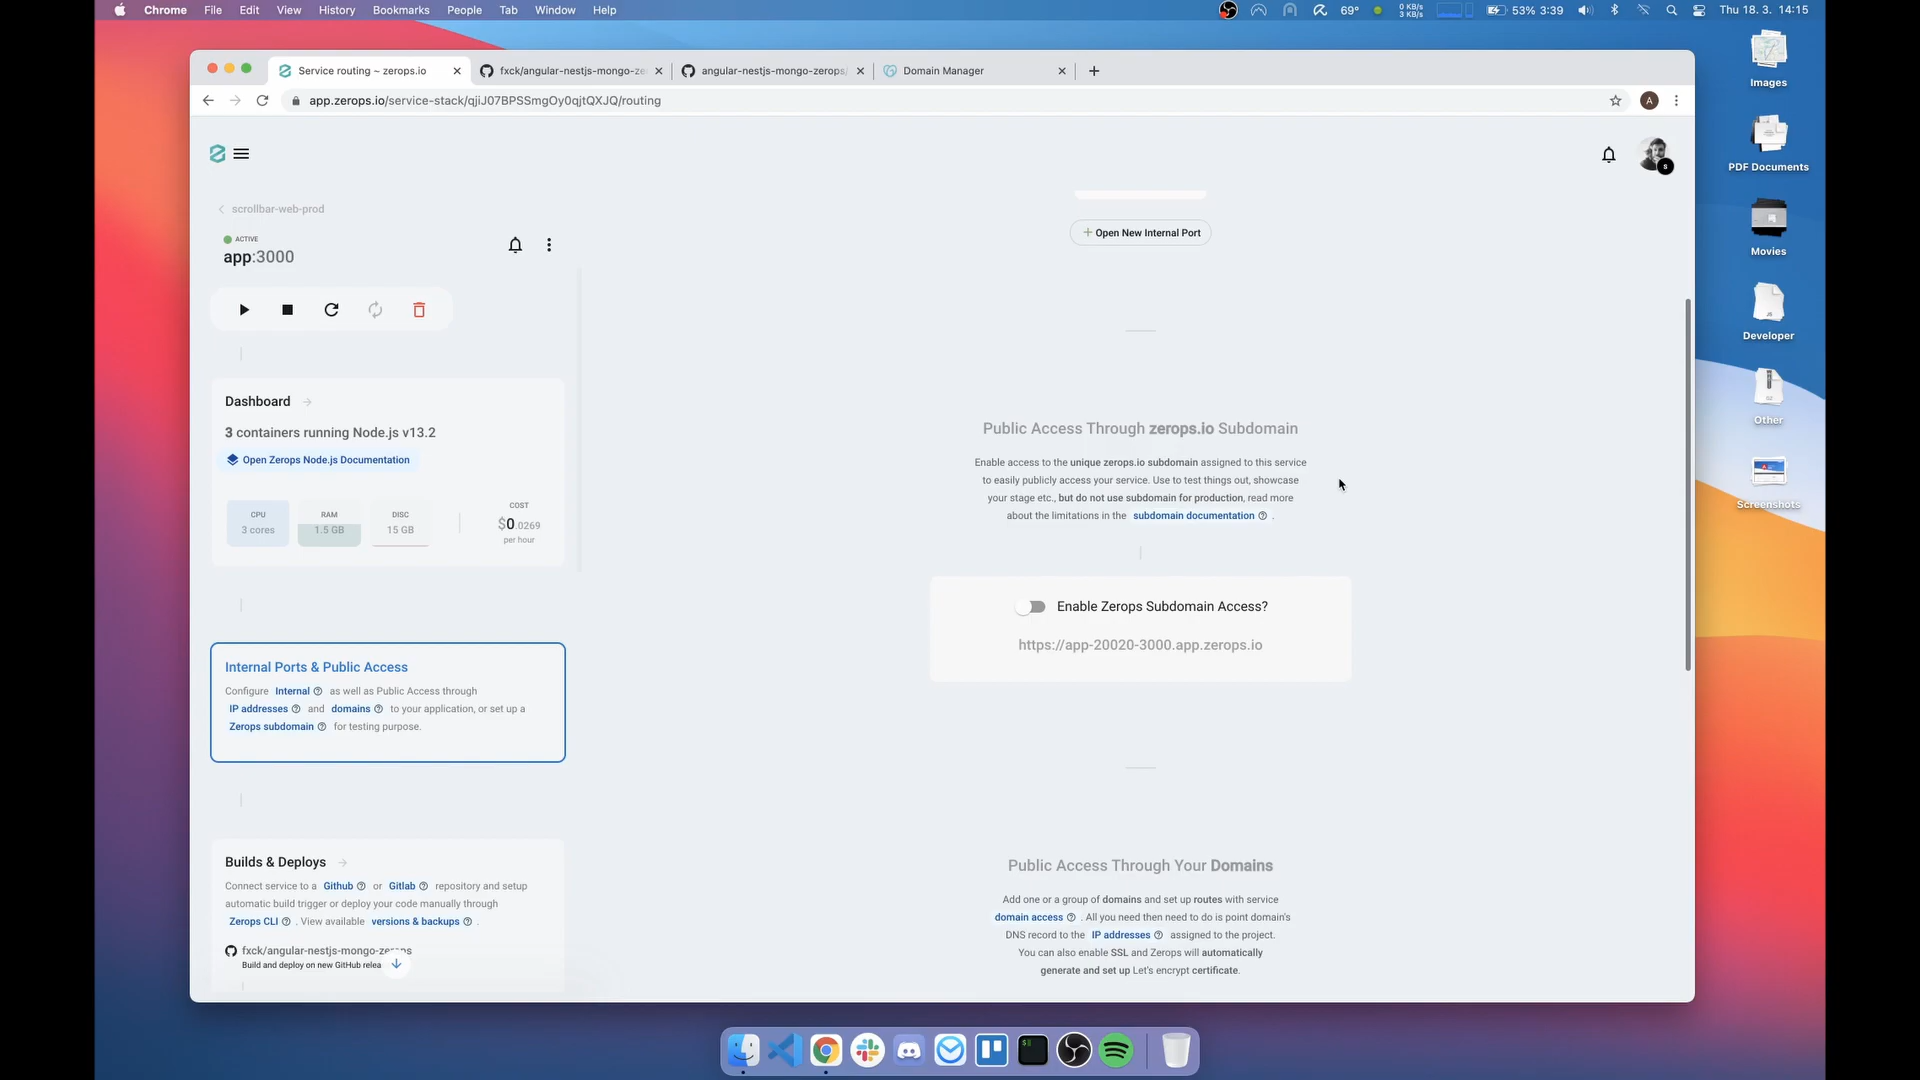 Chrome File Edit View History Bookmarks People Tab Window Help
69° 0 KB/s 3 KB/s 53% 3:39 Thu 18. 3. 14:15
Service routing ~ zerops.io
fxck/angular-nestjs-mongo-ze
angular-nestjs-mongo-zerops/
Domain Manager
app.zerops.io/service-stack/qjiJ07BPSSmgOy0qjtQXJQ/routing
A
S
scrollbar-web-prod
ACTIVE
app:3000
Dashboard
3 containers running Node.js v13.2
Open Zerops Node.js Documentation
CPU
3 cores
RAM
1.5 GB
DISC
15 GB
COST
$0.0269
per hour
Internal Ports & Public Access
Configure Internal as well as Public Access through
IP addresses and domains to your application, or set up a
Zerops subdomain for testing purpose.
Builds & Deploys
Connect service to a Github or Gitlab repository and setup
automatic build trigger or deploy your code manually through
Zerops CLI . View available versions & backups .
fxck/angular-nestjs-mongo-zerops
Build and deploy on new GitHub relea
+ Open New Internal Port
Public Access Through zerops.io Subdomain
Enable access to the unique zerops.io subdomain assigned to this service
to easily publicly access your service. Use to test things out, showcase
your stage etc., but do not use subdomain for production, read more
about the limitations in the subdomain documentation .
Enable Zerops Subdomain Access?
https://app-20020-3000.app.zerops.io
Public Access Through Your Domains
Add one or a group of domains and set up routes with service
domain access . All you need then need to do is point domain's
DNS record to the IP addresses assigned to the project.
You can also enable SSL and Zerops will automatically
generate and set up Let's encrypt certificate.
Images
PDF Documents
Movies
Developer
Other
Screenshots